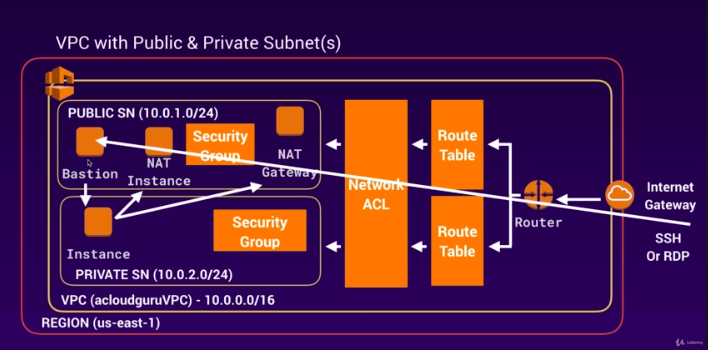 VPC with Public & Private Subnet(s)
PUBLIC SN (10.0.1.0/24)
Bastion
NAT
Instance
Security
Group
NAT
Gateway
Instance
Security
Group
PRIVATE SN (10.0.2.0/24)
Network
ACL
Route
Table
Route
Table
Router
Internet
Gateway
SSH
Or RDP
VPC (acloudguruVPC) - 10.0.0.0/16
REGION (us-east-1)
Udemy